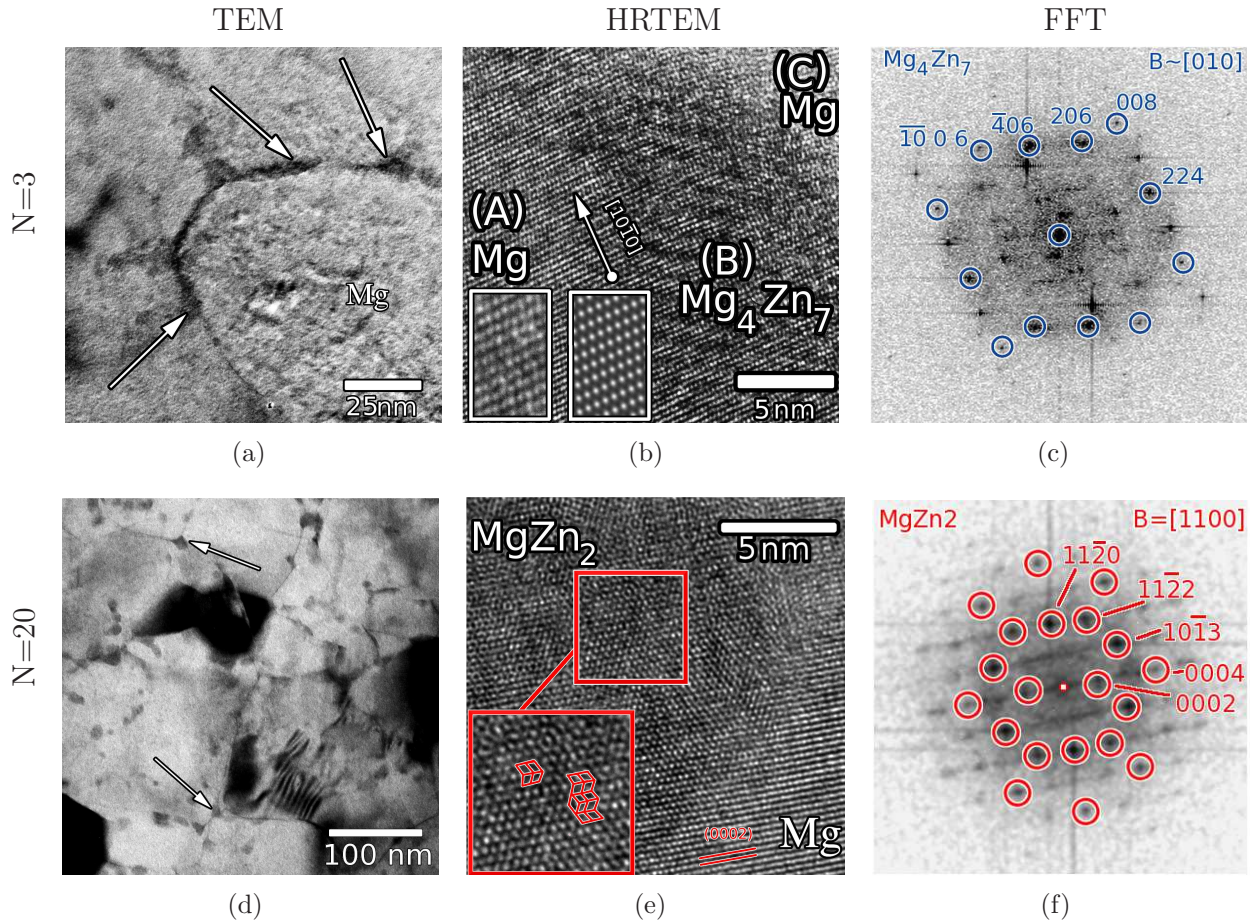 TEM
HRTEM
FFT
N=3
Mg
25nm
(C)
Mg
(A)
Mg
[101̅0]
(B)
Mg₄Zn₇
5nm
Mg₄Zn₇
B~[010]
008
206
4̅06
1̅0̅ 0 6
224
(a)
(b)
(c)
N=20
100 nm
MgZn₂
5nm
(0002)
Mg
MgZn2
B=[1100]
112̅0
112̅2
101̅3
0004
0002
(d)
(e)
(f)